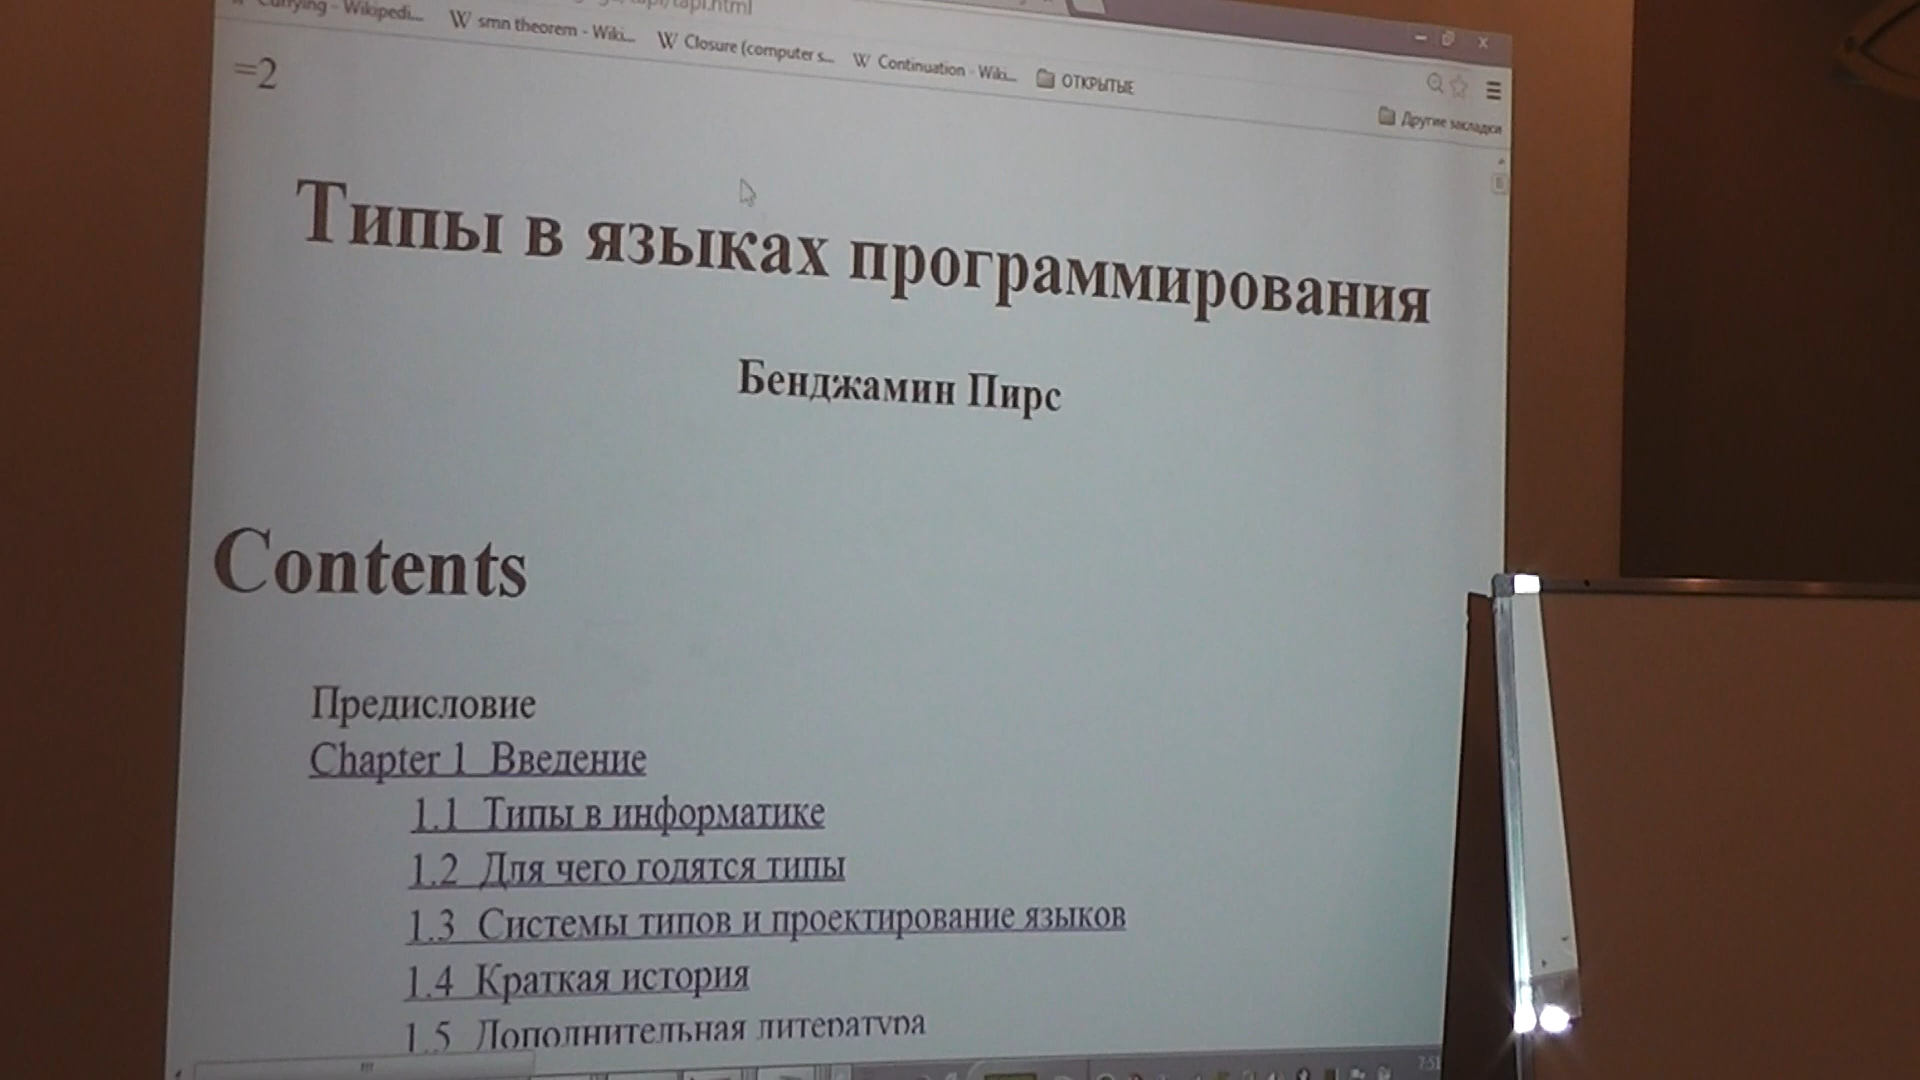 Currying - Wikipedi... smn theorem - Wiki... Closure (computer s... Continuation - Wiki... ОТКРЫТЫЕ
Другие закладки
=2
Типы в языках программирования
Бенджамин Пирс
Contents
Предисловие
Chapter 1 Введение
1.1 Типы в информатике
1.2 Для чего годятся типы
1.3 Системы типов и проектирование языков
1.4 Краткая история
1.5 Дополнительная литература
7:51